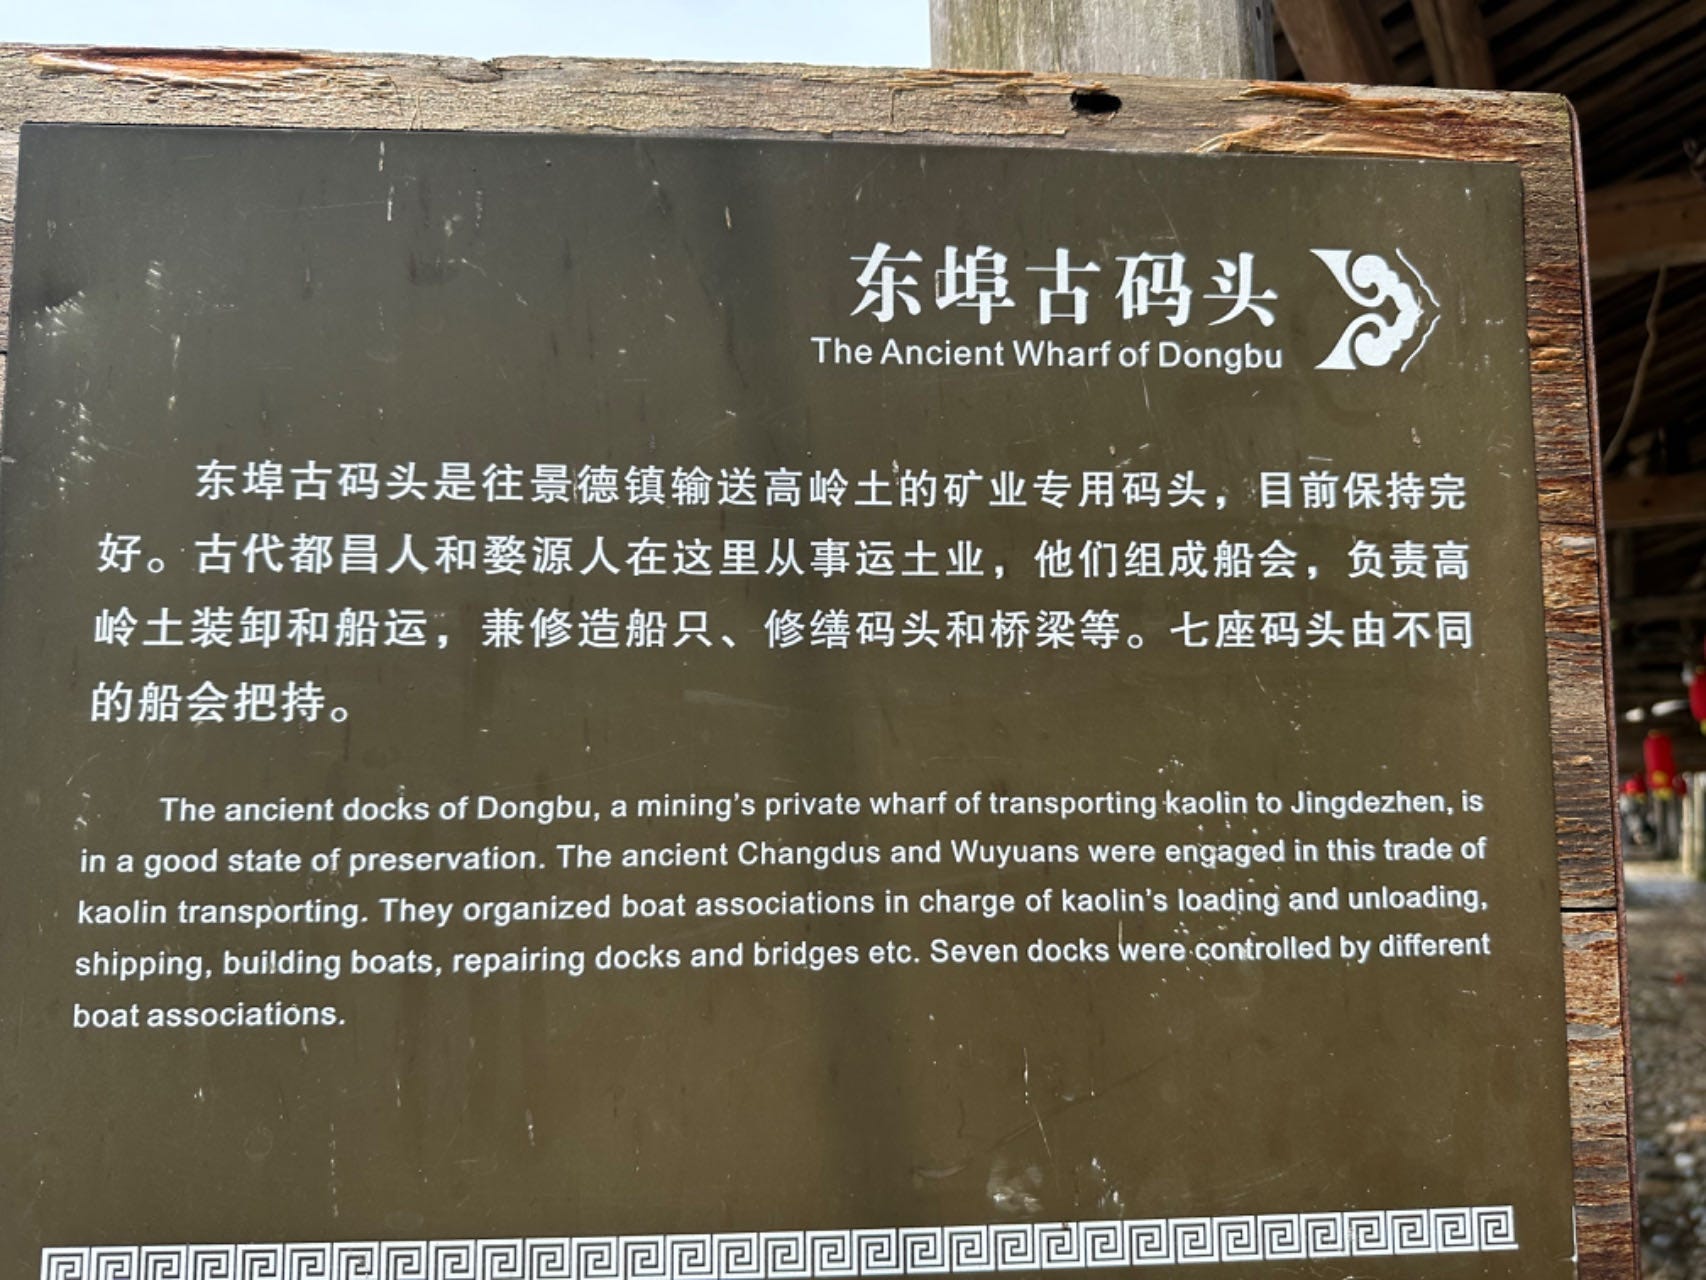 东埠古码头
The Ancient Wharf of Dongbu
东埠古码头是往景德镇输送高岭土的矿业专用码头，目前保持完
好。古代都昌人和婺源人在这里从事运土业，他们组成船会，负责高
岭土装卸和船运，兼修造船只、修缮码头和桥梁等。七座码头由不同
的船会把持。
The ancient docks of Dongbu, a mining's private wharf of transporting kaolin to Jingdezhen, is
in a good state of preservation. The ancient Changdus and Wuyuans were engaged in this trade of
kaolin transporting. They organized boat associations in charge of kaolin's loading and unloading,
shipping, building boats, repairing docks and bridges etc. Seven docks were controlled by different
boat associations.